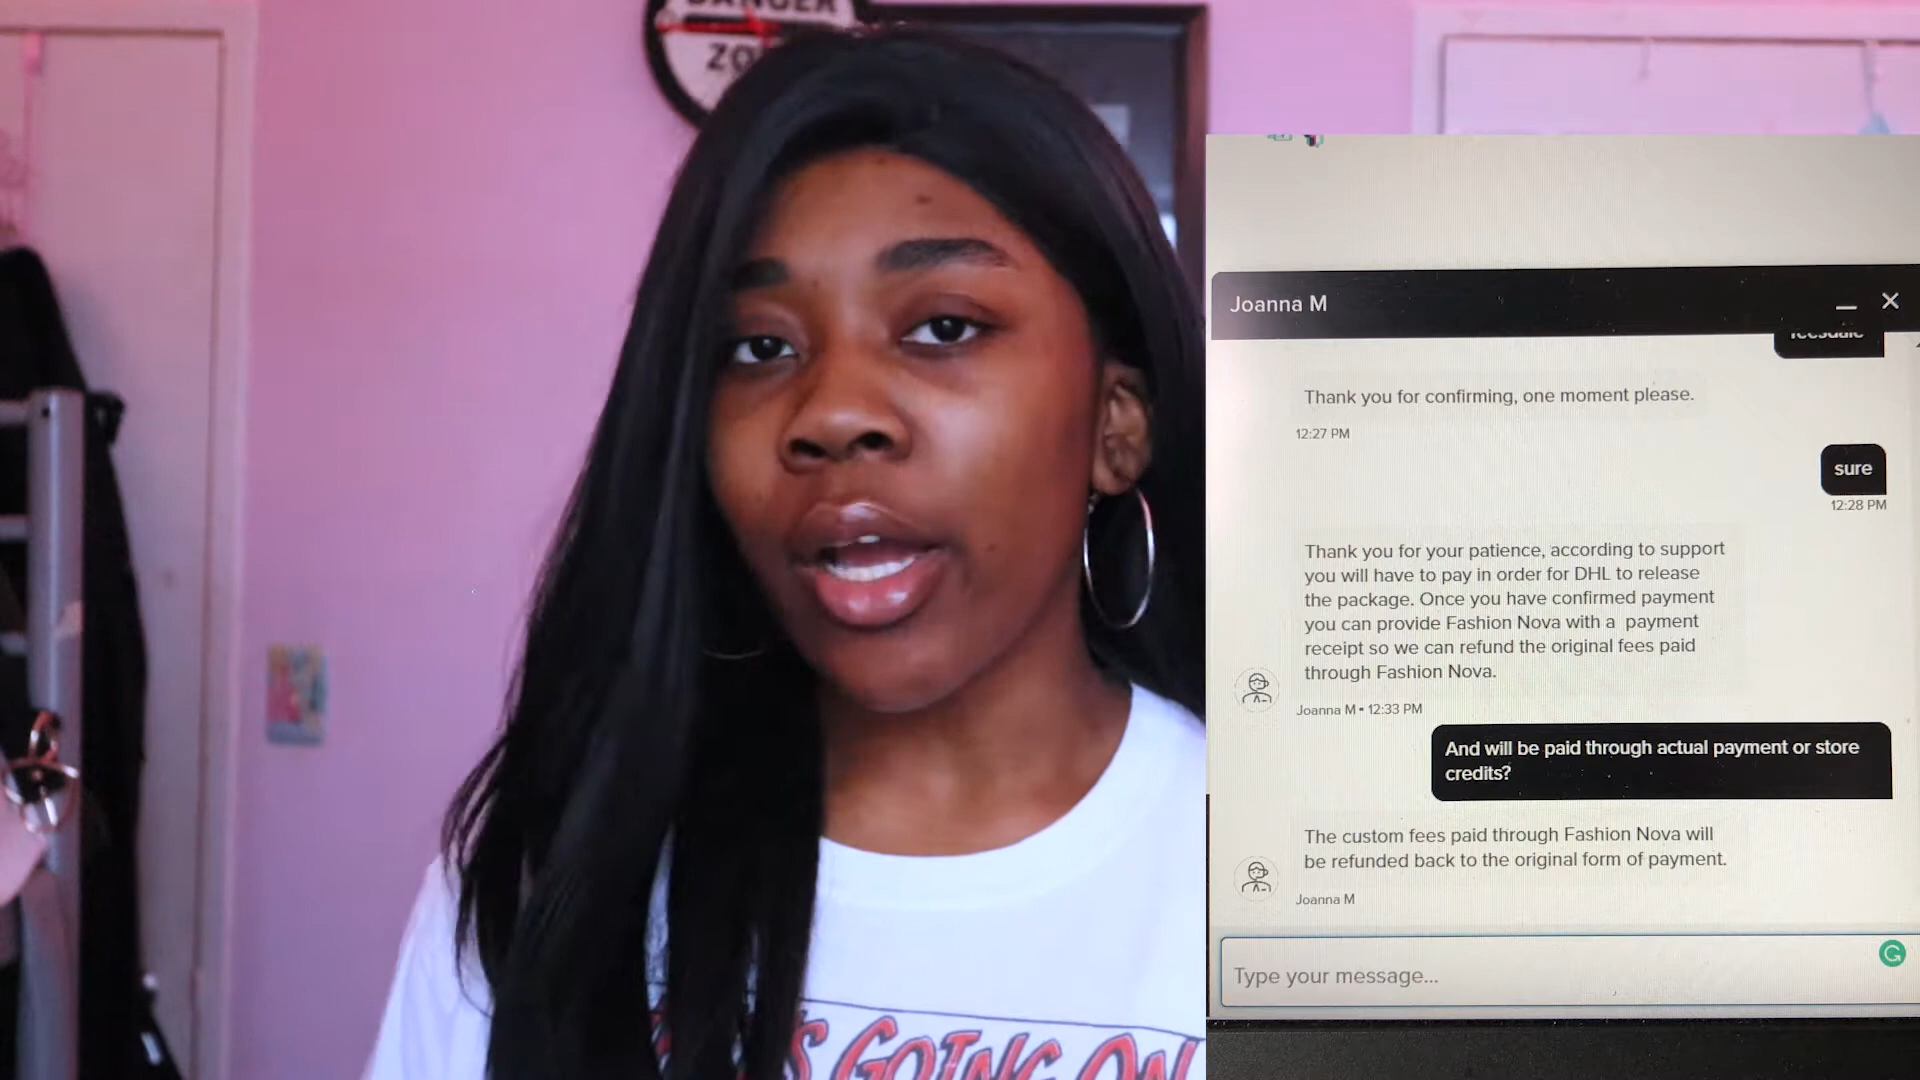 DANGER
ZO
Joanna M
Thank you for confirming, one moment please.
12:27 PM
sure
12:28 PM
Thank you for your patience, according to support
you will have to pay in order for DHL to release
the package. Once you have confirmed payment
you can provide Fashion Nova with a payment
receipt so we can refund the original fees paid
through Fashion Nova.
Joanna M • 12:33 PM
And will be paid through actual payment or store
credits?
The custom fees paid through Fashion Nova will
be refunded back to the original form of payment.
Joanna M
Type your message...
'S GOING ON